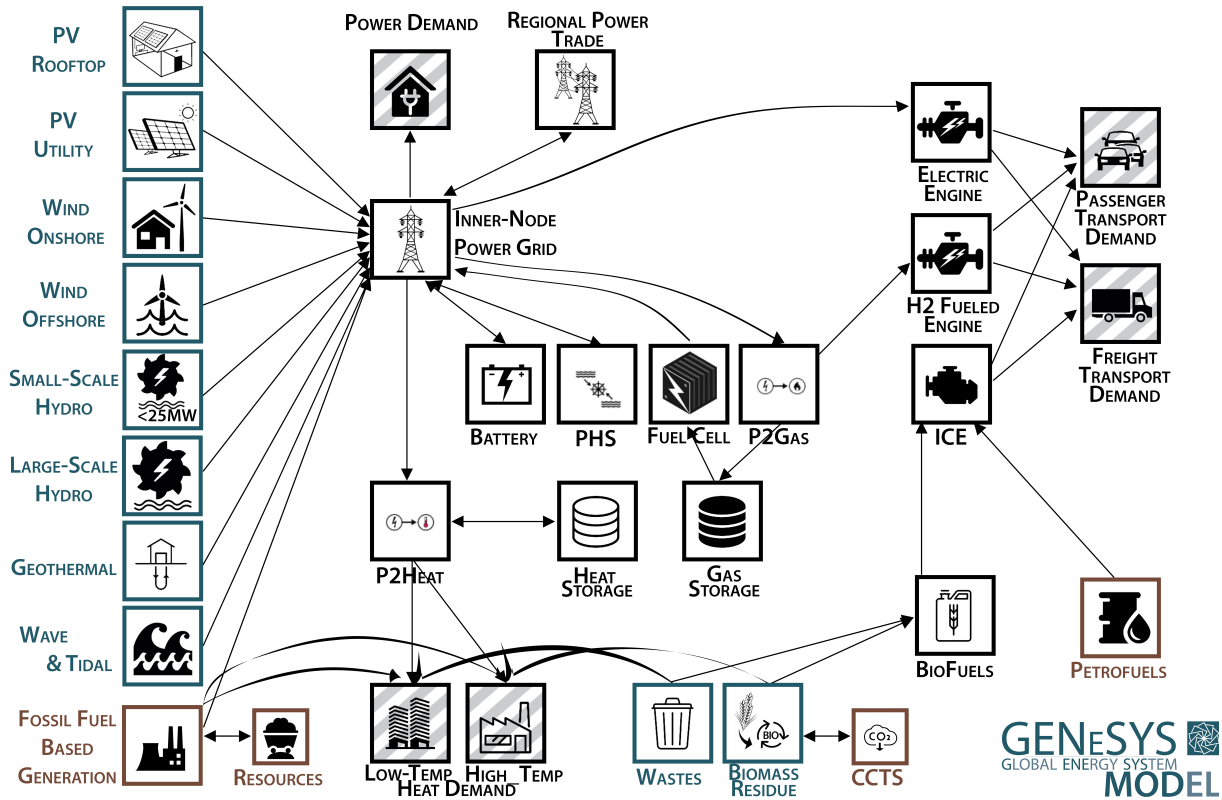 PV
Rooftop
PV
Utility
Wind
Onshore
Wind
Offshore
Small-Scale
Hydro
<25MW
Large-Scale
Hydro
Geothermal
Wave
& Tidal
Fossil Fuel
Based
Generation
Resources
Power Demand
Regional Power
Trade
Inner-Node
Power Grid
Battery
PHS
Fuel Cell
P2Gas
P2Heat
Heat
Storage
Gas
Storage
Low-Temp
Heat Demand
High Temp
Wastes
BIO
Biomass
Residue
CO2
CCTS
Electric
Engine
H2 Fueled
Engine
ICE
BioFuels
Petrofuels
Passenger
Transport
Demand
Freight
Transport
Demand
GENeSYS
GLOBAL ENERGY SYSTEM
MODEL